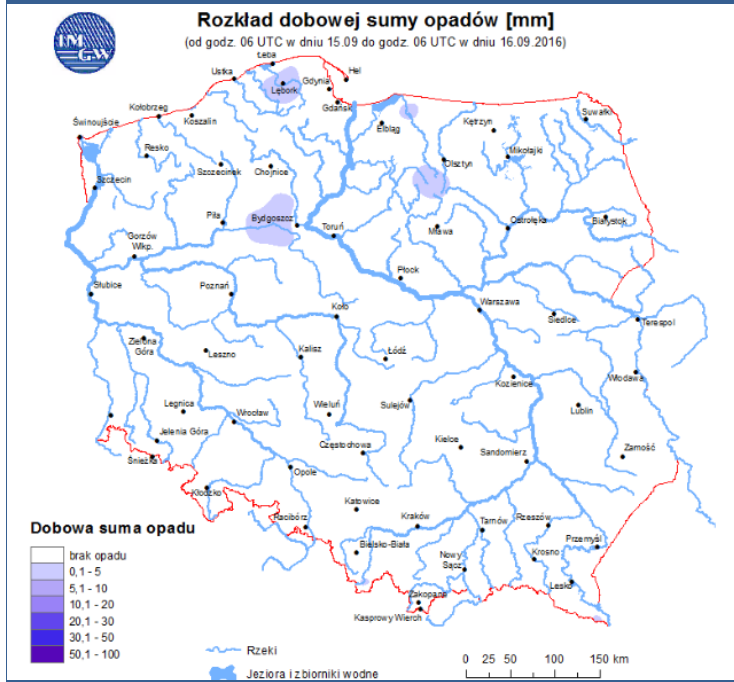 Rozkład dobowej sumy opadów [mm]
(od godz. 06 UTC w dniu 15.09 do godz. 06 UTC w dniu 16.09.2016)
IM
G-W
Łeba
Ustka
Hel
Gdynia
Lębork
Gdańsk
Kołobrzeg
Koszalin
Świnoujście
Elbląg
Kętrzyn
Suwałki
Resko
Szczecinek
Chojnice
Olsztyn
Mikołajki
Szczecin
Piła
Bydgoszcz
Toruń
Mława
Ostrołęka
Białystok
Gorzów
Wlkp.
Płock
Słubice
Poznań
Koło
Warszawa
Siedlce
Terespol
Zielona
Góra
Leszno
Kalisz
Łódź
Kozienice
Włodawa
Legnica
Wrocław
Wieluń
Sulejów
Lublin
Jelenia Góra
Częstochowa
Kielce
Sandomierz
Zamość
Śnieżka
Opole
Kłodzko
Katowice
Racibórz
Kraków
Tarnów
Rzeszów
Przemyśl
Bielsko-Biała
Nowy
Sącz
Krosno
Lesko
Zakopane
Kasprowy Wierch
Dobowa suma opadu
brak opadu
0,1 - 5
5,1 - 10
10,1 - 20
20,1 - 30
30,1 - 50
50,1 - 100
Rzeki
Jeziora i zbiorniki wodne
0 25 50 100 150 km